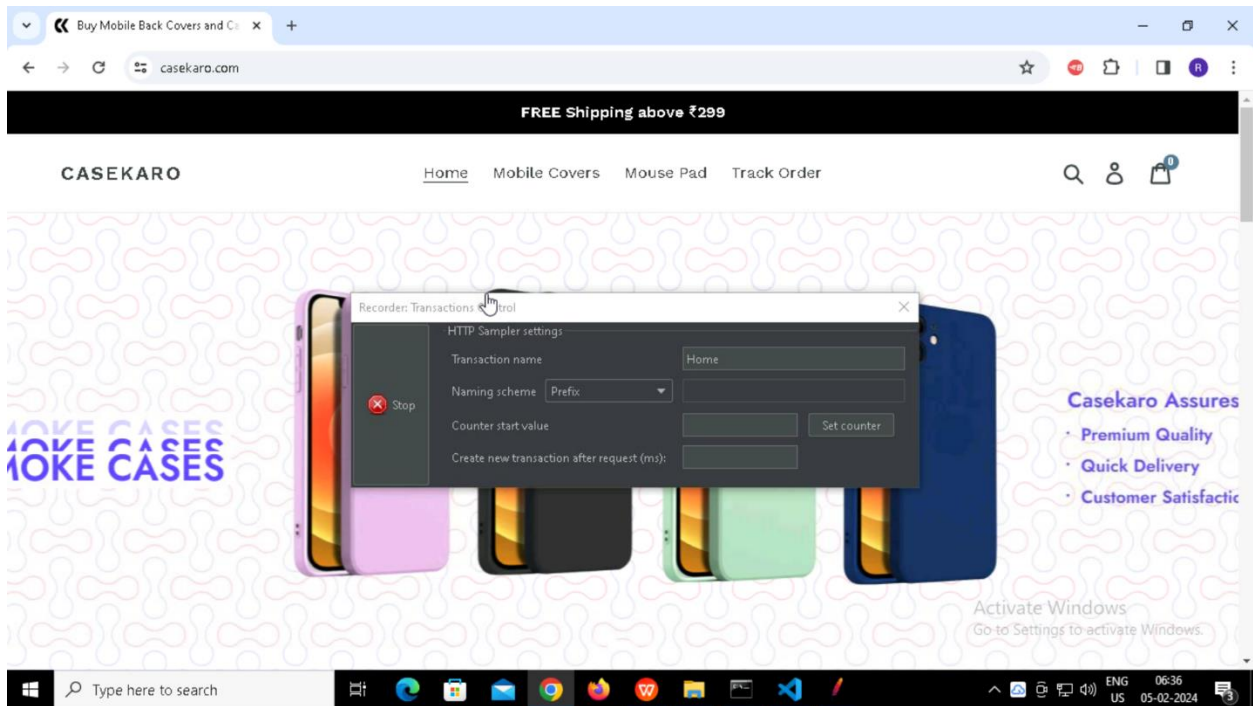 Buy Mobile Back Covers and Ca
casekaro.com
R
FREE Shipping above ₹299
CASEKARO
Home Mobile Covers Mouse Pad Track Order
0
Recorder: Transactions
HTTP Sampler settings
Transaction name Home
Naming scheme Prefix
Stop
Counter start value Set counter
Create new transaction after request (ms):
SMOKE CASES
Casekaro Assures
· Premium Quality
· Quick Delivery
· Customer Satisfactic
Activate Windows
Go to Settings to activate Windows.
Type here to search
ENG 06:36
US 05-02-2024
3